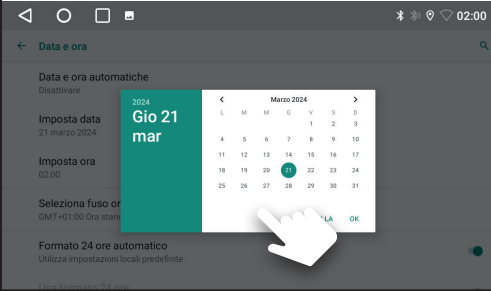 02:00
Data e ora
Data e ora automatiche
Disattivare
Imposta data
21 marzo 2024
Imposta ora
02:00
Seleziona fuso
GMT+01:00 Ora
Formato 24 ore automatico
Utilizza impostazioni locali predefinite
2024
Gio 21
mar
Marzo 2024
L M M G V S D
1 2 3
4 5 6 7 8 9 10
11 12 13 14 15 16 17
18 19 20 21 22 23 24
25 26 27 28 29 30 31
OK